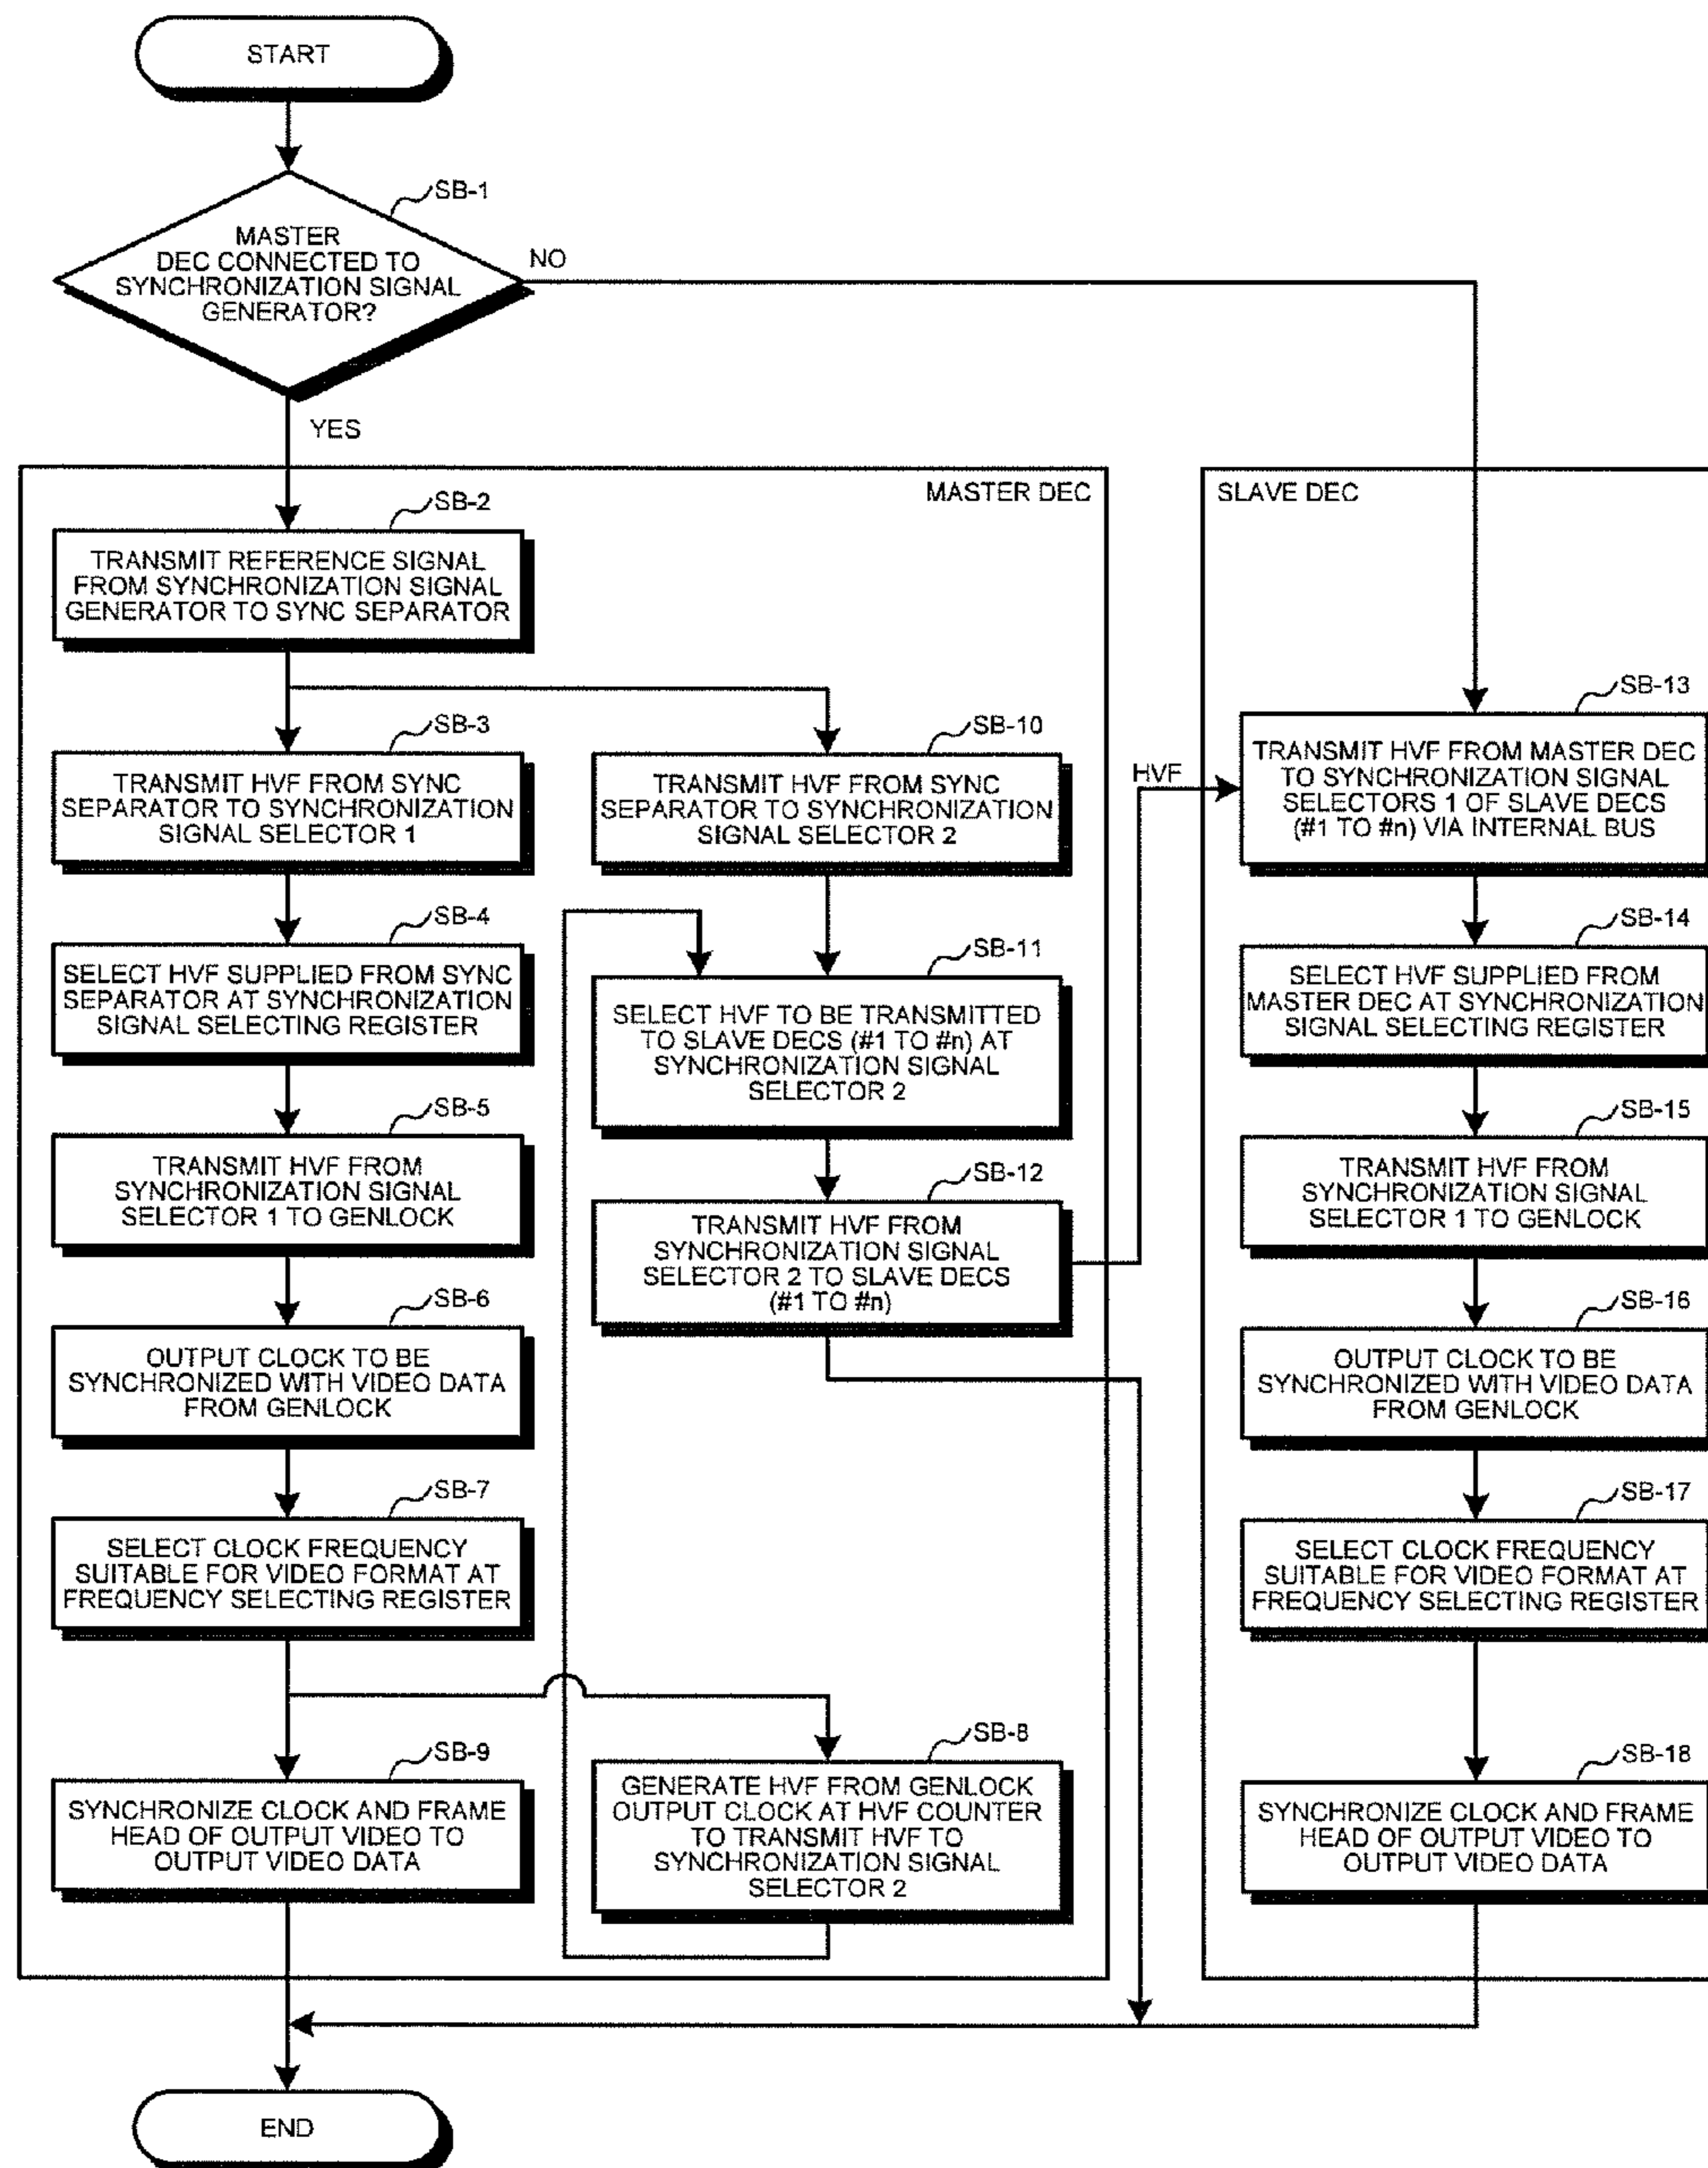 START
SB-1
MASTER
DEC CONNECTED TO
SYNCHRONIZATION SIGNAL
GENERATOR?
NO
YES
MASTER DEC
SLAVE DEC
SB-2
TRANSMIT REFERENCE SIGNAL
FROM SYNCHRONIZATION SIGNAL
GENERATOR TO SYNC SEPARATOR
SB-3
TRANSMIT HVF FROM SYNC
SEPARATOR TO SYNCHRONIZATION
SIGNAL SELECTOR 1
SB-4
SELECT HVF SUPPLIED FROM SYNC
SEPARATOR AT SYNCHRONIZATION
SIGNAL SELECTING REGISTER
SB-5
TRANSMIT HVF FROM
SYNCHRONIZATION SIGNAL
SELECTOR 1 TO GENLOCK
SB-6
OUTPUT CLOCK TO BE
SYNCHRONIZED WITH VIDEO DATA
FROM GENLOCK
SB-7
SELECT CLOCK FREQUENCY
SUITABLE FOR VIDEO FORMAT AT
FREQUENCY SELECTING REGISTER
SB-9
SYNCHRONIZE CLOCK AND FRAME
HEAD OF OUTPUT VIDEO TO
OUTPUT VIDEO DATA
SB-10
TRANSMIT HVF FROM SYNC
SEPARATOR TO SYNCHRONIZATION
SIGNAL SELECTOR 2
SB-11
SELECT HVF TO BE TRANSMITTED
TO SLAVE DECS (#1 TO #n) AT
SYNCHRONIZATION SIGNAL
SELECTOR 2
SB-12
TRANSMIT HVF FROM
SYNCHRONIZATION SIGNAL
SELECTOR 2 TO SLAVE DECS
(#1 TO #n)
SB-8
GENERATE HVF FROM GENLOCK
OUTPUT CLOCK AT HVF COUNTER
TO TRANSMIT HVF TO
SYNCHRONIZATION SIGNAL
SELECTOR 2
HVF
SB-13
TRANSMIT HVF FROM MASTER DEC
TO SYNCHRONIZATION SIGNAL
SELECTORS 1 OF SLAVE DECS
(#1 TO #n) VIA INTERNAL BUS
SB-14
SELECT HVF SUPPLIED FROM
MASTER DEC AT SYNCHRONIZATION
SIGNAL SELECTING REGISTER
SB-15
TRANSMIT HVF FROM
SYNCHRONIZATION SIGNAL
SELECTOR 1 TO GENLOCK
SB-16
OUTPUT CLOCK TO BE
SYNCHRONIZED WITH VIDEO DATA
FROM GENLOCK
SB-17
SELECT CLOCK FREQUENCY
SUITABLE FOR VIDEO FORMAT AT
FREQUENCY SELECTING REGISTER
SB-18
SYNCHRONIZE CLOCK AND FRAME
HEAD OF OUTPUT VIDEO TO
OUTPUT VIDEO DATA
END